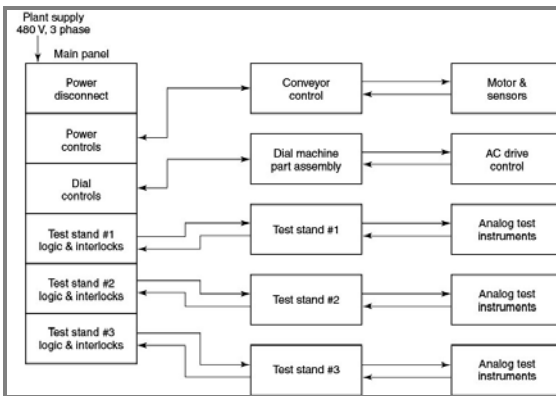 Plant supply
480 V, 3 phase
Main panel
Power
disconnect
Conveyor
control
Motor &
sensors
Power
controls
Dial machine
part assembly
AC drive
control
Dial
controls
Test stand #1
logic & interlocks
Test stand #1
Analog test
instruments
Test stand #2
logic & interlocks
Test stand #2
Analog test
instruments
Test stand #3
logic & interlocks
Test stand #3
Analog test
instruments